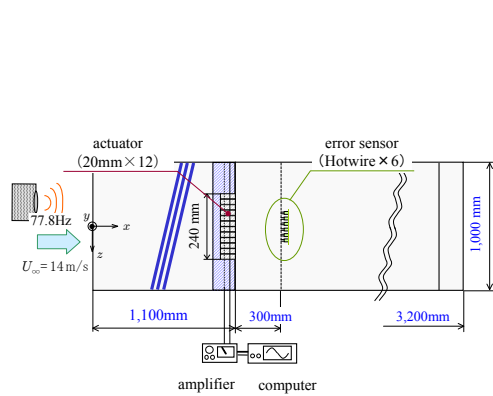 actuator
（20mm×12）
error sensor
（Hotwire×6）
77.8Hz
y
x
z
U∞=14m/s
240 mm
1,000 mm
1,100mm
300mm
3,200mm
amplifier
computer